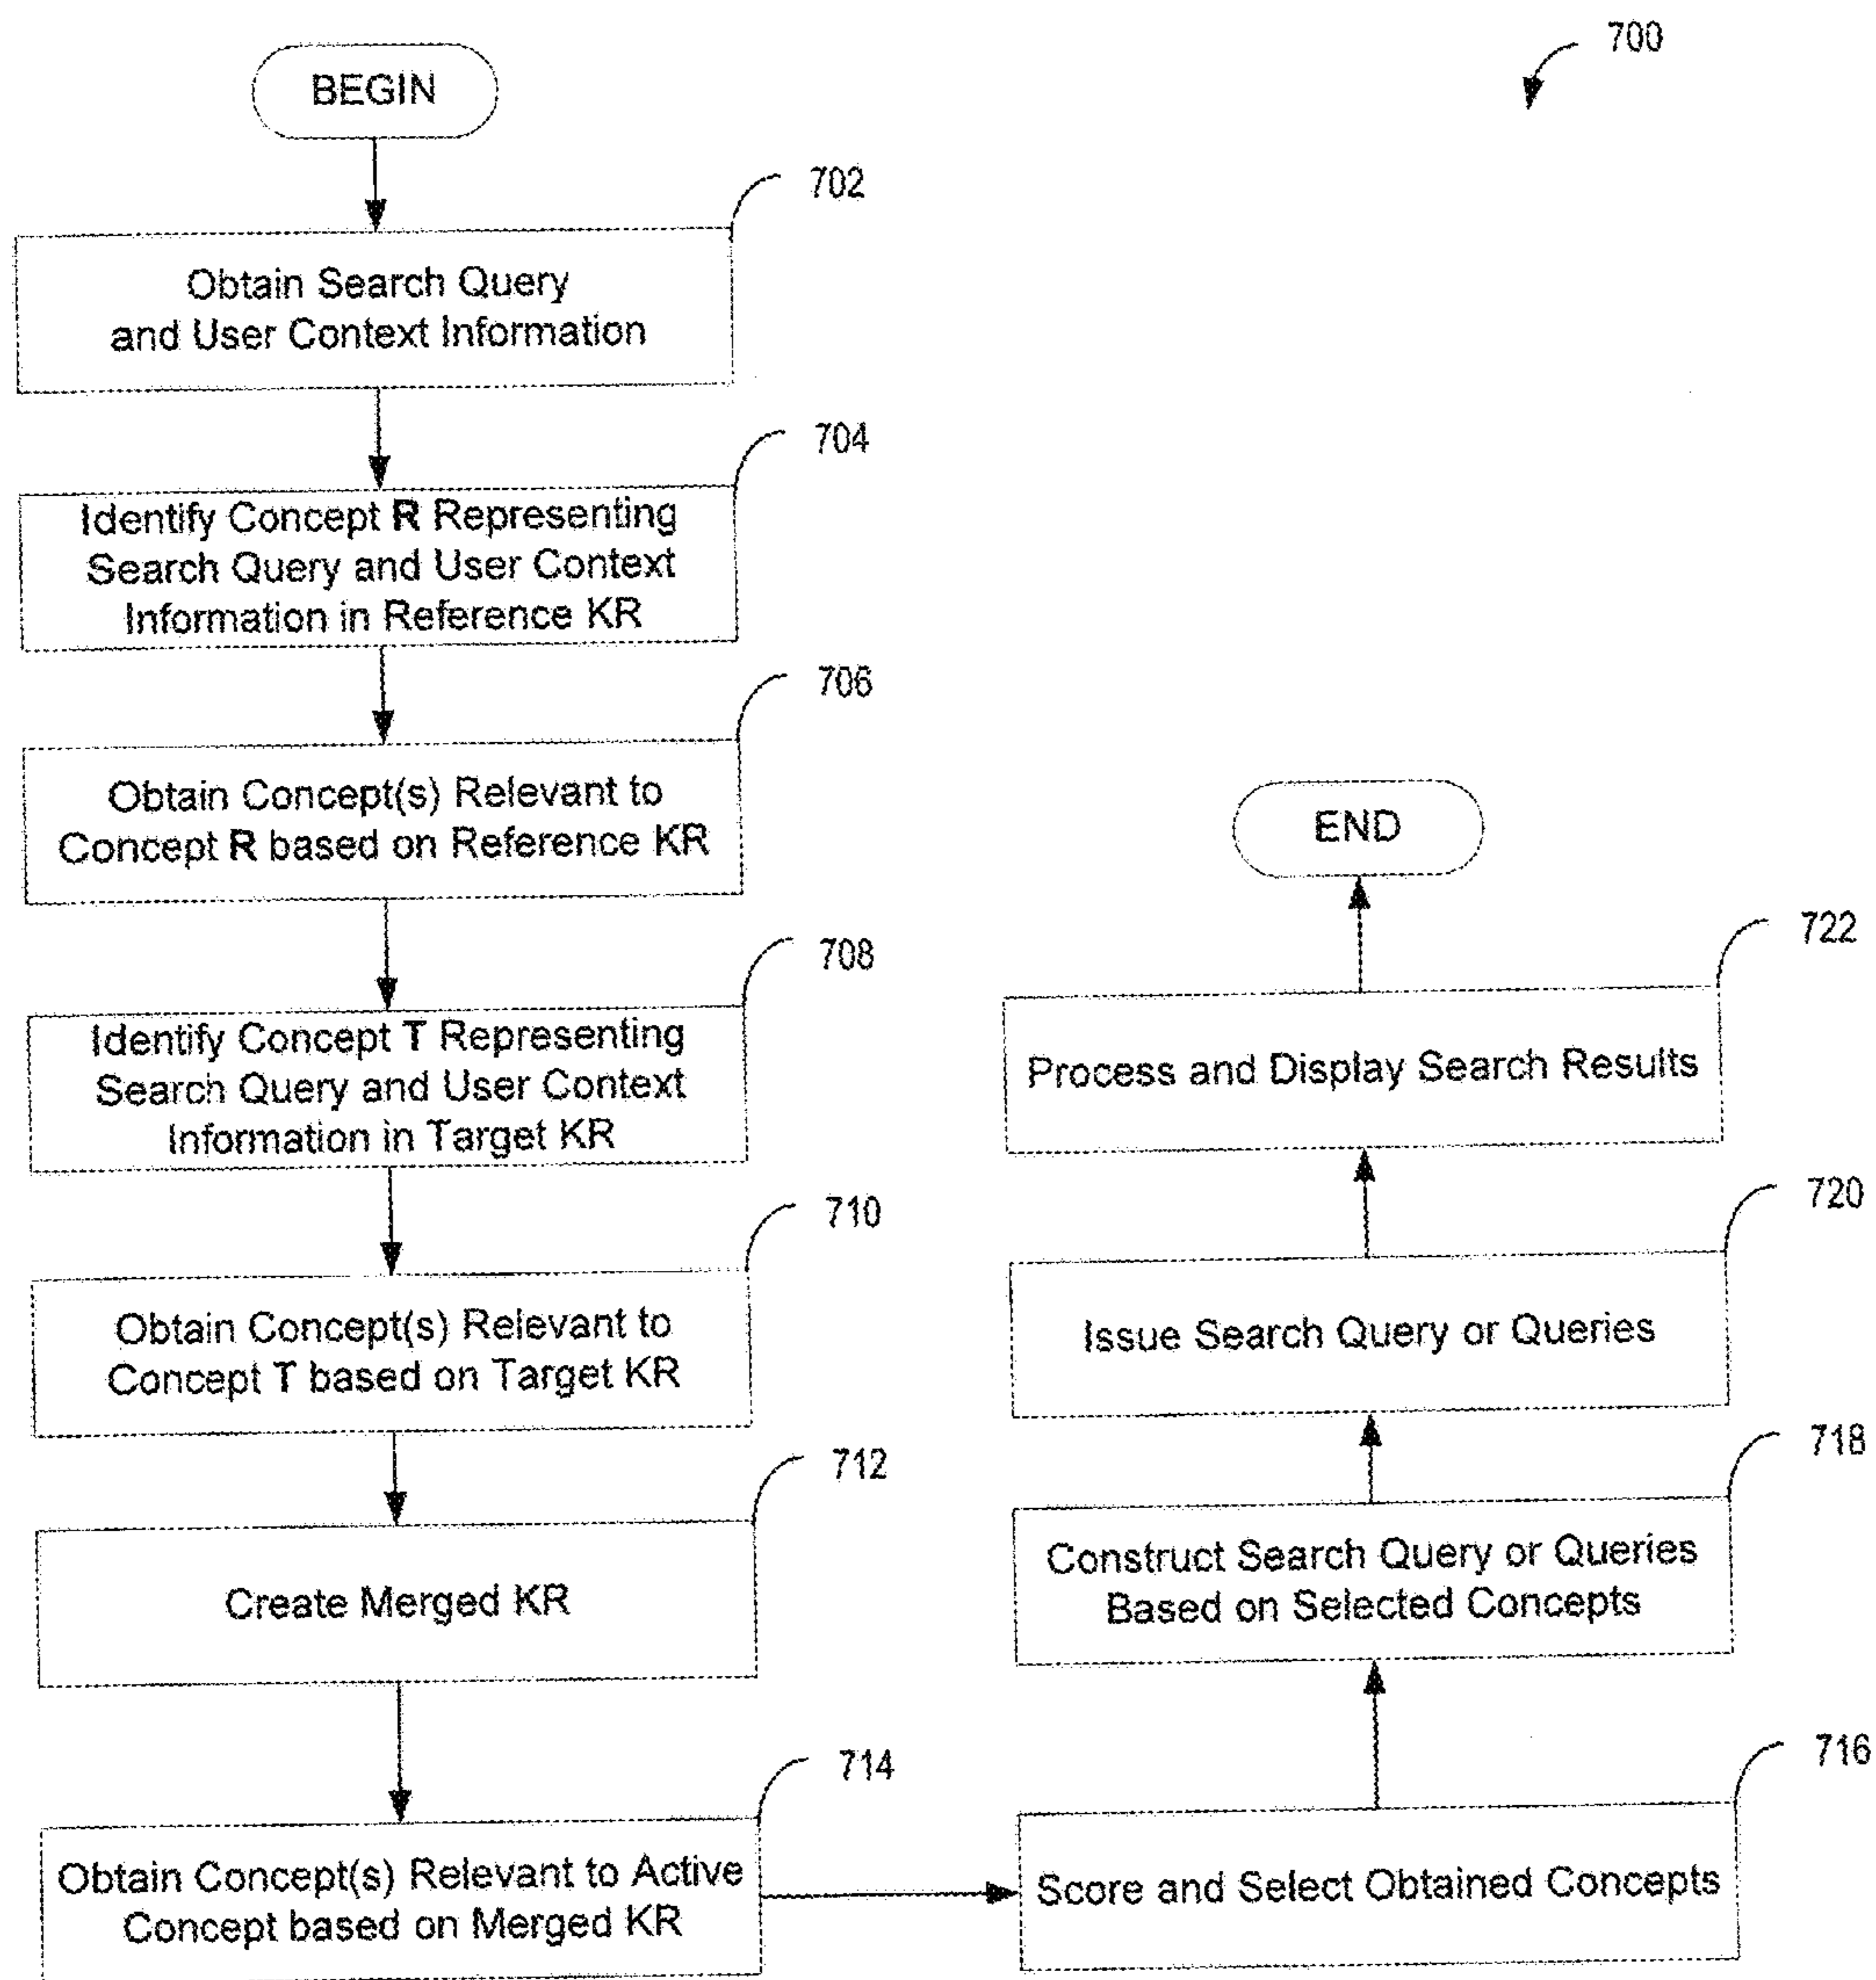 700
BEGIN
702
Obtain Search Query
and User Context Information
704
Identify Concept R Representing
Search Query and User Context
Information in Reference KR
706
Obtain Concept(s) Relevant to
Concept R based on Reference KR
708
Identify Concept T Representing
Search Query and User Context
Information in Target KR
710
Obtain Concept(s) Relevant to
Concept T based on Target KR
712
Create Merged KR
714
Obtain Concept(s) Relevant to Active
Concept based on Merged KR
716
Score and Select Obtained Concepts
718
Construct Search Query or Queries
Based on Selected Concepts
720
Issue Search Query or Queries
722
Process and Display Search Results
END